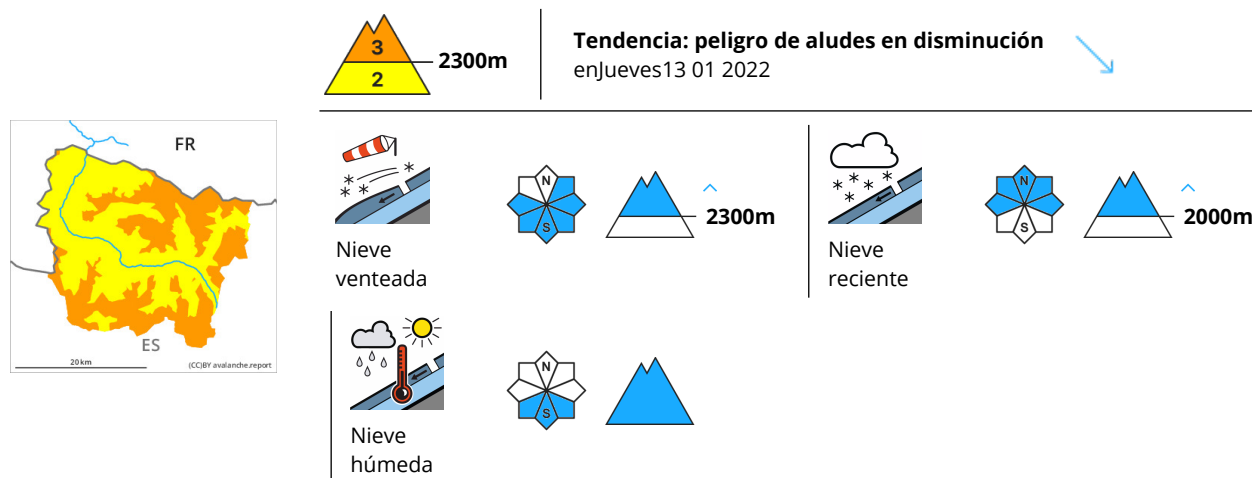 3
2
2300m
Tendencia: peligro de aludes en disminución
enJueves13 01 2022
FR
ES
20 km
(CC)BY avalanche.report
N
S
2300m
Nieve
venteada
N
S
2000m
Nieve
reciente
N
S
Nieve
húmeda